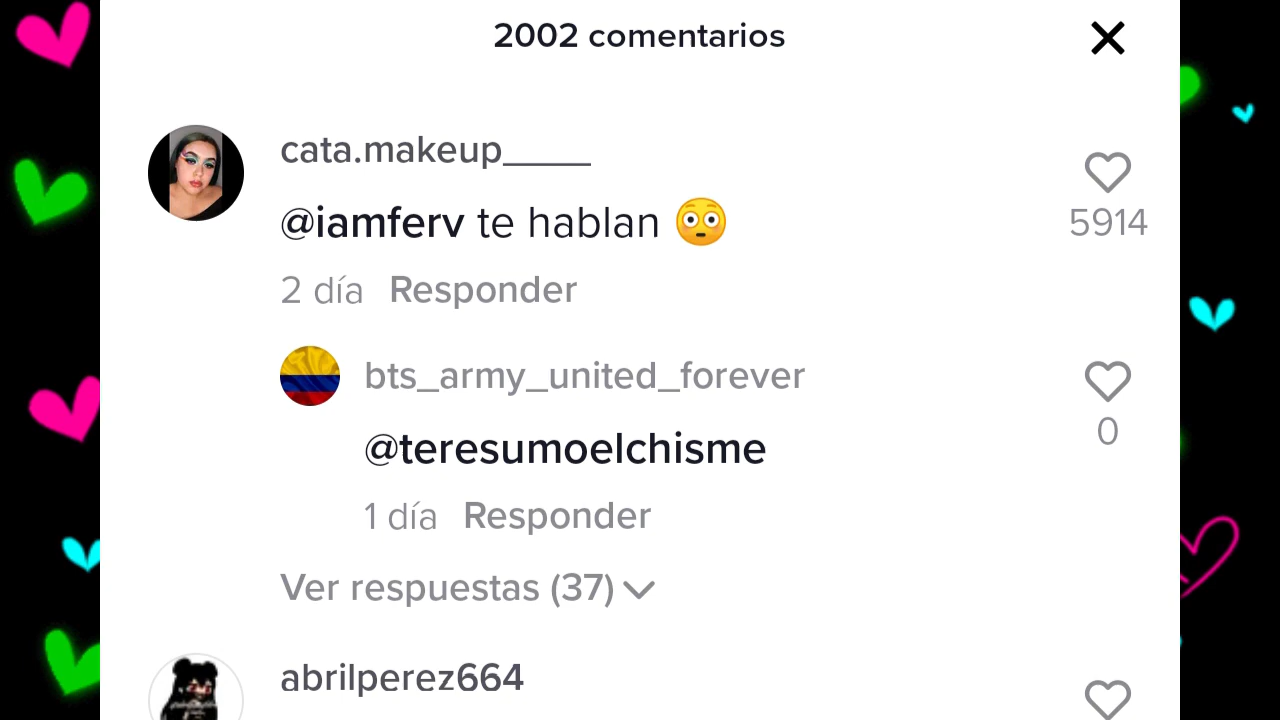 2002 comentarios
cata.makeup____
@iamferv te hablan 😳
5914
2 día Responder
bts_army_united_forever
@teresumoelchisme
0
1 día Responder
Ver respuestas (37)
abrilperez664